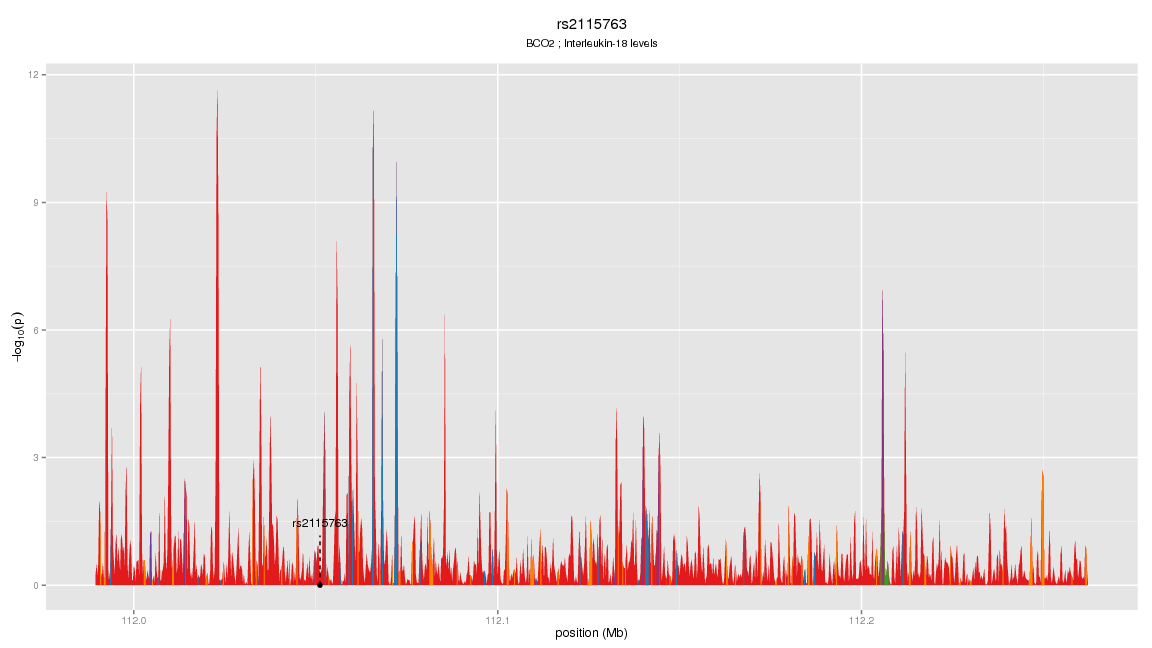 rs2115763
BCO2 ; Interleukin-18 levels
12
9
6
3
0
−log10(p)
rs2115763
112.0
112.1
112.2
position (Mb)